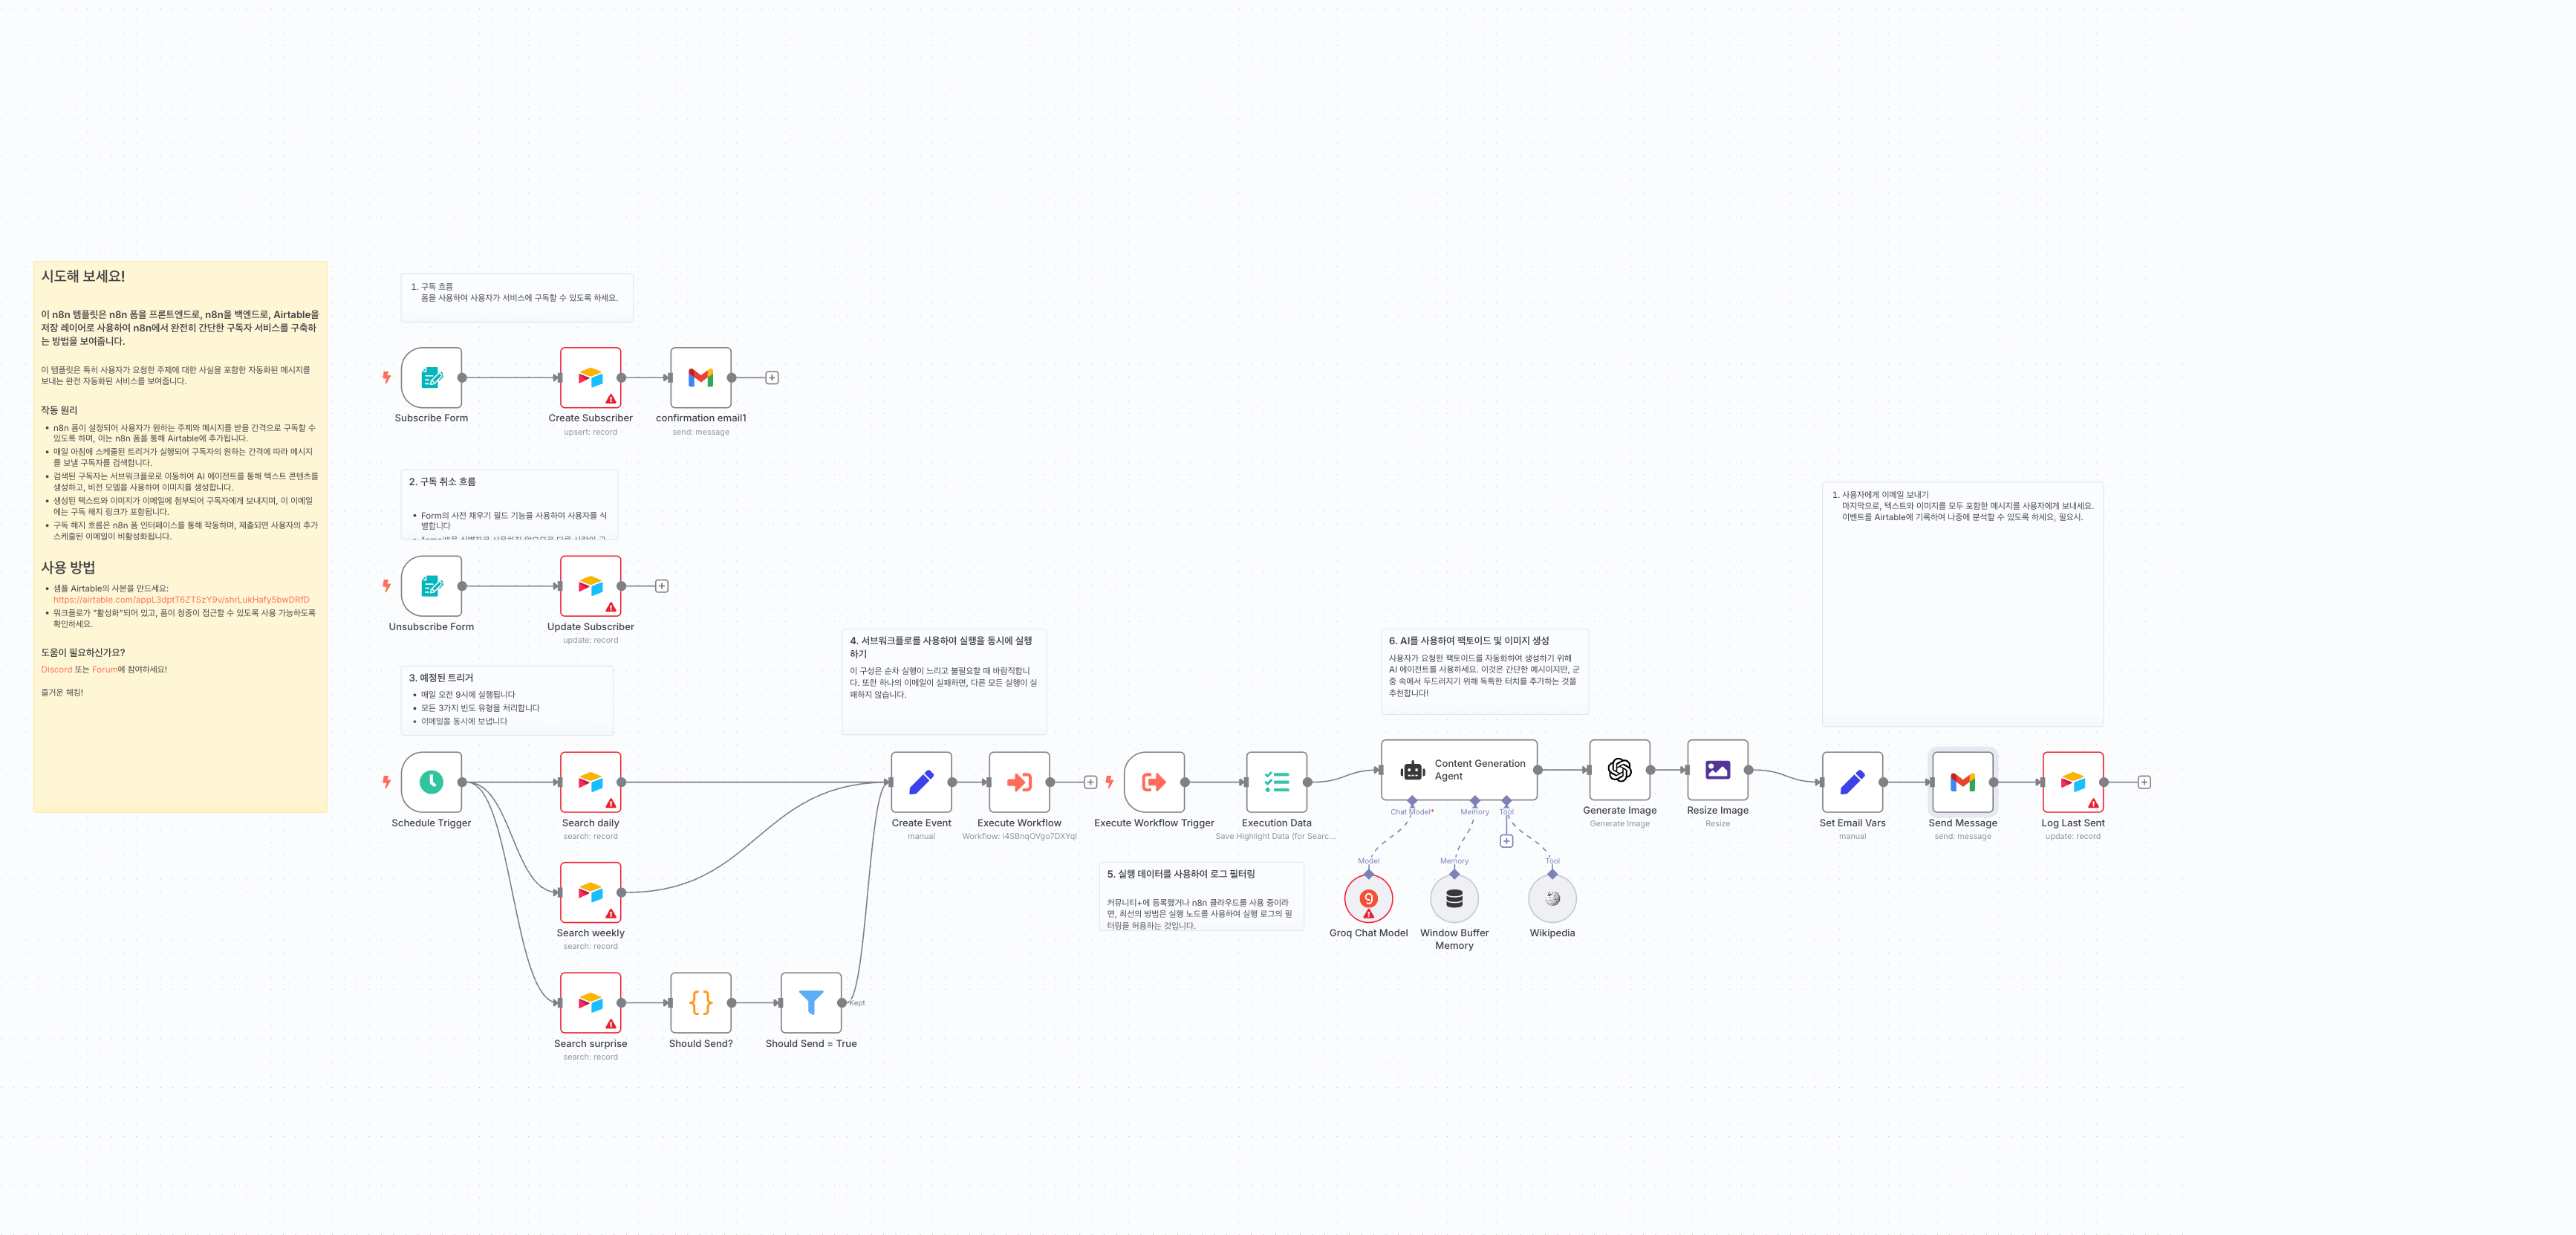 시도해 보세요!
이 n8n 템플릿은 n8n 폼을 프론트엔드로, n8n을 백엔드로, Airtable을
저장 레이어로 사용하여 n8n에서 완전히 간단한 구독자 서비스를 구축하
는 방법을 보여줍니다.
이 템플릿은 특히 사용자가 요청한 주제에 대한 사실을 포함한 자동화된 메시지를
보내는 완전 자동화된 서비스를 보여줍니다.
작동 원리
• n8n 폼이 설정되어 사용자가 원하는 주제와 메시지를 받을 간격으로 구독할 수
있도록 하며, 이는 n8n 폼을 통해 Airtable에 추가됩니다.
• 매일 아침에 스케줄된 트리거가 실행되어 구독자의 원하는 간격에 따라 메시지
를 보낼 구독자를 검색합니다.
• 검색된 구독자는 서브워크플로로 이동하여 AI 에이전트를 통해 텍스트 콘텐츠를
생성하고, 비전 모델을 사용하여 이미지를 생성합니다.
• 생성된 텍스트와 이미지가 이메일에 첨부되어 구독자에게 보내지며, 이 이메일
에는 구독 해지 링크가 포함됩니다.
• 구독 해지 흐름은 n8n 폼 인터페이스를 통해 작동하며, 제출되면 사용자의 추가
스케줄된 이메일이 비활성화됩니다.
사용 방법
• 샘플 Airtable의 사본을 만드세요:
https://airtable.com/appL3dptT6ZTSzY9v/shrLukHafy5bwDRfD
• 워크플로가 "활성화"되어 있고, 폼이 청중이 접근할 수 있도록 사용 가능하도록
확인하세요.
도움이 필요하신가요?
Discord 또는 Forum에 참여하세요!
즐거운 해킹!
1. 구독 흐름
폼을 사용하여 사용자가 서비스에 구독할 수 있도록 하세요.
Subscribe Form
Create Subscriber
upsert: record
confirmation email1
send: message
2. 구독 취소 흐름
• Form의 사전 채우기 필드 기능을 사용하여 사용자를 식
별합니다
Unsubscribe Form
Update Subscriber
update: record
3. 예정된 트리거
• 매일 오전 9시에 실행됩니다
• 모든 3가지 빈도 유형을 처리합니다
• 이메일을 동시에 보냅니다
Schedule Trigger
Search daily
search: record
Search weekly
search: record
Search surprise
search: record
Should Send?
Should Send = True
Kept
4. 서브워크플로를 사용하여 실행을 동시에 실행
하기
이 구성은 순차 실행이 느리고 불필요할 때 바람직합니
다. 또한 하나의 이메일이 실패하면, 다른 모든 실행이 실
패하지 않습니다.
Create Event
manual
Execute Workflow
Workflow: i4SBnqOVgo7DXYqI
Execute Workflow Trigger
Execution Data
Save Highlight Data (for Searc...
5. 실행 데이터를 사용하여 로그 필터링
커뮤니티+에 등록했거나 n8n 클라우드를 사용 중이라
면, 최선의 방법은 실행 노드를 사용하여 실행 로그의 필
터링을 허용하는 것입니다.
6. AI를 사용하여 팩토이드 및 이미지 생성
사용자가 요청한 팩토이드를 자동화하여 생성하기 위해
AI 에이전트를 사용하세요. 이것은 간단한 예시이지만, 군
중 속에서 두드러지기 위해 독특한 터치를 추가하는 것을
추천합니다!
Content Generation
Agent
Chat Model*
Memory
Tool
Model
Memory
Tool
Groq Chat Model
Window Buffer
Memory
Wikipedia
Generate Image
Generate Image
Resize Image
Resize
1. 사용자에게 이메일 보내기
마지막으로, 텍스트와 이미지를 모두 포함한 메시지를 사용자에게 보내세요.
이벤트를 Airtable에 기록하여 나중에 분석할 수 있도록 하세요, 필요시.
Set Email Vars
manual
Send Message
send: message
Log Last Sent
update: record